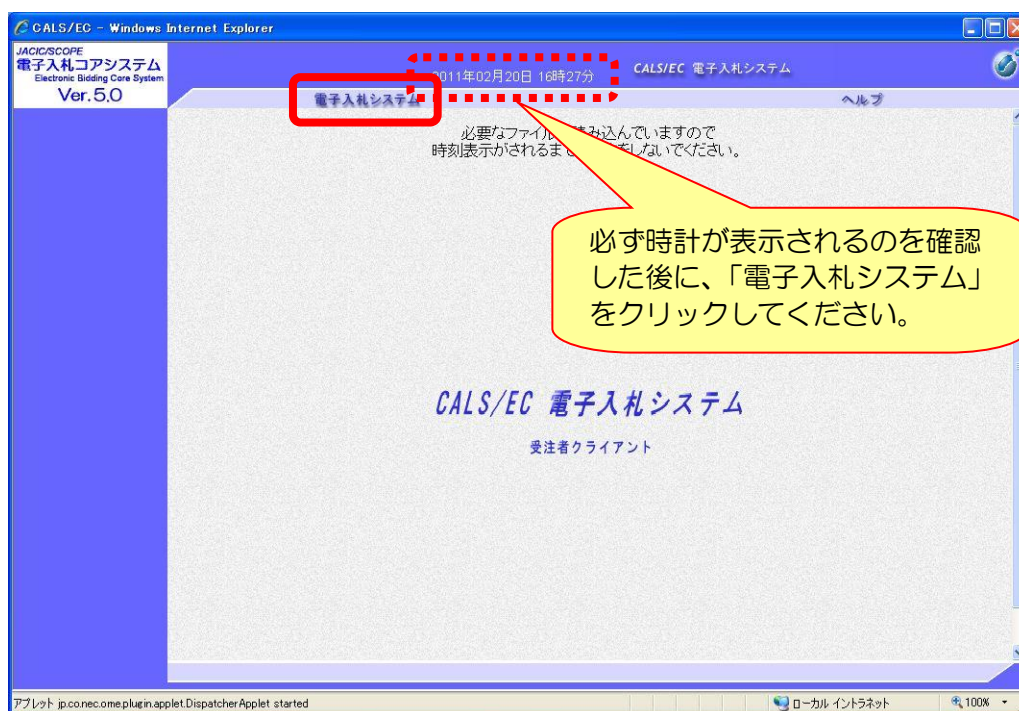 CALS/EC - Windows Internet Explorer
JACIC/SCOPE
電子入札コアシステム
Electronic Bidding Core System
Ver.5.0
2011年02月20日 16時27分
CALS/EC 電子入札システム
電子入札システム
ヘルプ
必要なファイル み込んでいますので
時刻表示がされるまで をしないでください。
必ず時計が表示されるのを確認
した後に、「電子入札システム」
をクリックしてください。
CALS/EC 電子入札システム
受注者クライアント
アプレット jp.co.nec.ome.plugin.applet.DispatcherApplet started
ローカル イントラネット
100%